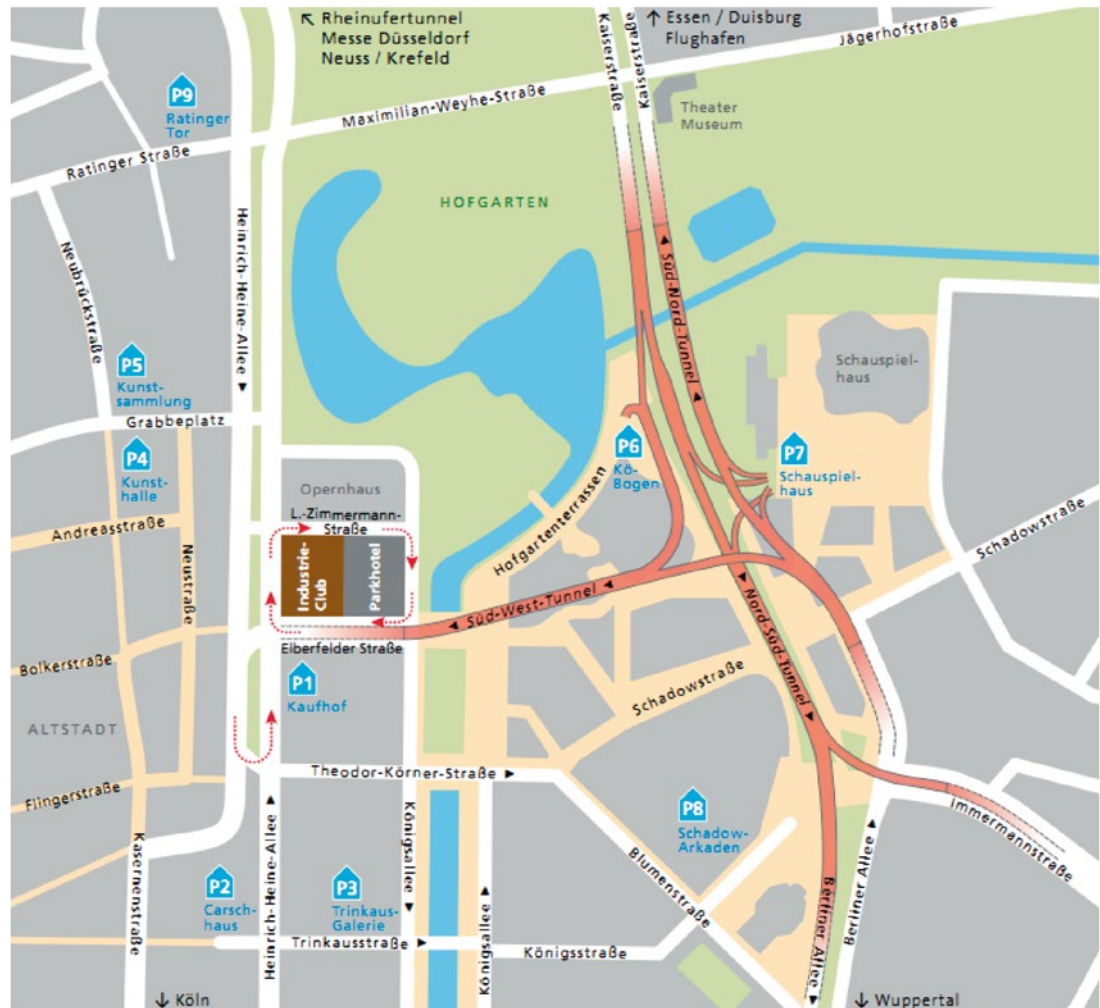 ↖ Rheinufertunnel
Messe Düsseldorf
Neuss / Krefeld
Kaiserstraße
Kaiserstraße
↑ Essen / Duisburg
Flughafen
Jägerhofstraße
P9
Ratinger
Tor
Maximilian-Weyhe-Straße
Theater
Museum
Ratinger Straße
HOFGARTEN
Heinrich-Heine-Allee ▶
Neubrückstraße
◀ Süd-Nord-Tunnel ◀
P5
Kunst-
sammlung
Schauspiel-
haus
Grabbeplatz
P4
Kunst-
halle
P6
Kö-
Bogen
P7
Schauspiel-
haus
Opernhaus
L.-Zimmermann-
Straße
Andreasstraße
Neustraße
Hofgartenterrassen
Schadowstraße
Industrie-
Club
Parkhotel
◀ Süd-West-Tunnel ◀
▶ Nord-Süd-Tunnel ▶
Elberfelder Straße
Bolkerstraße
P1
Kaufhof
Schadowstraße
ALTSTADT
Theodor-Körner-Straße ▶
Flingerstraße
Kasernenstraße
Heinrich-Heine-Allee ▶
Königsallee ▶
Königsallee ▶
P8
Schadow-
Arkaden
Immermannstraße
Blumenstraße
Berliner Allee ▶
Berliner Allee ▶
P2
Carsch-
haus
P3
Trinkaus-
Galerie
Trinkausstraße ▶
Königsstraße
↓ Köln
↓ Wuppertal